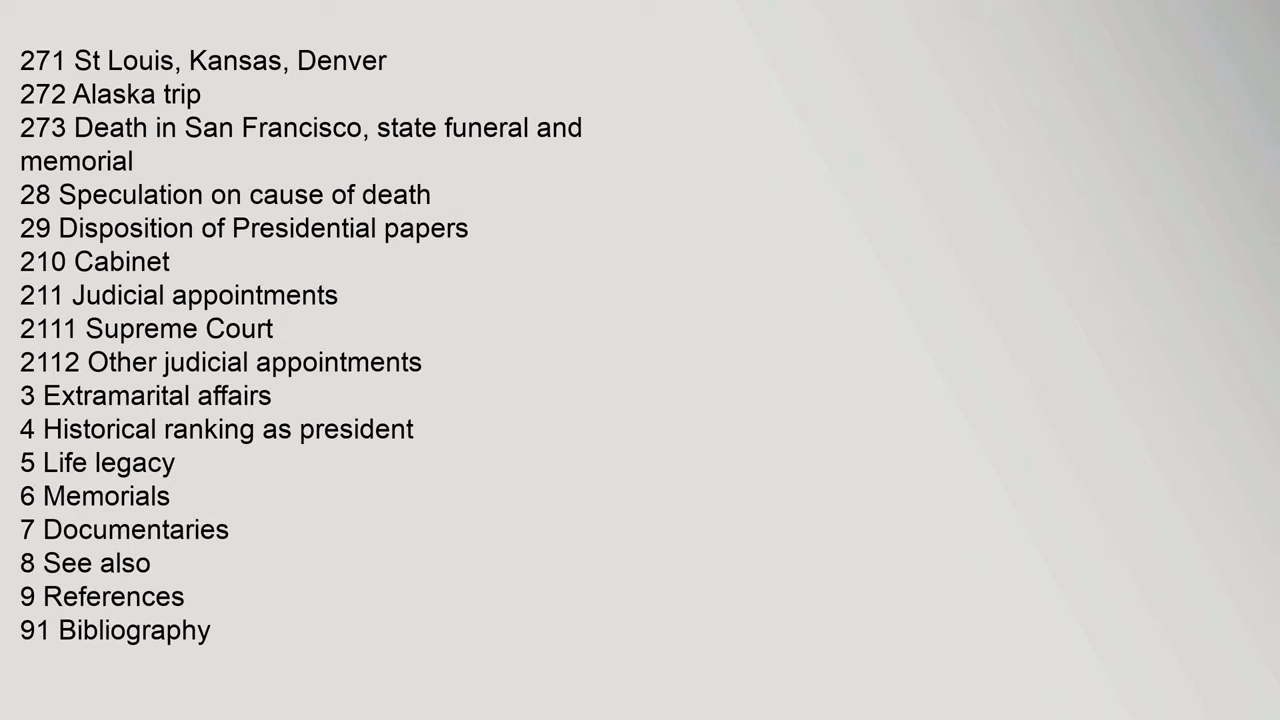 271 St Louis, Kansas, Denver
272 Alaska trip
273 Death in San Francisco, state funeral and
memorial
28 Speculation on cause of death
29 Disposition of Presidential papers
210 Cabinet
211 Judicial appointments
2111 Supreme Court
2112 Other judicial appointments
3 Extramarital affairs
4 Historical ranking as president
5 Life legacy
6 Memorials
7 Documentaries
8 See also
9 References
91 Bibliography